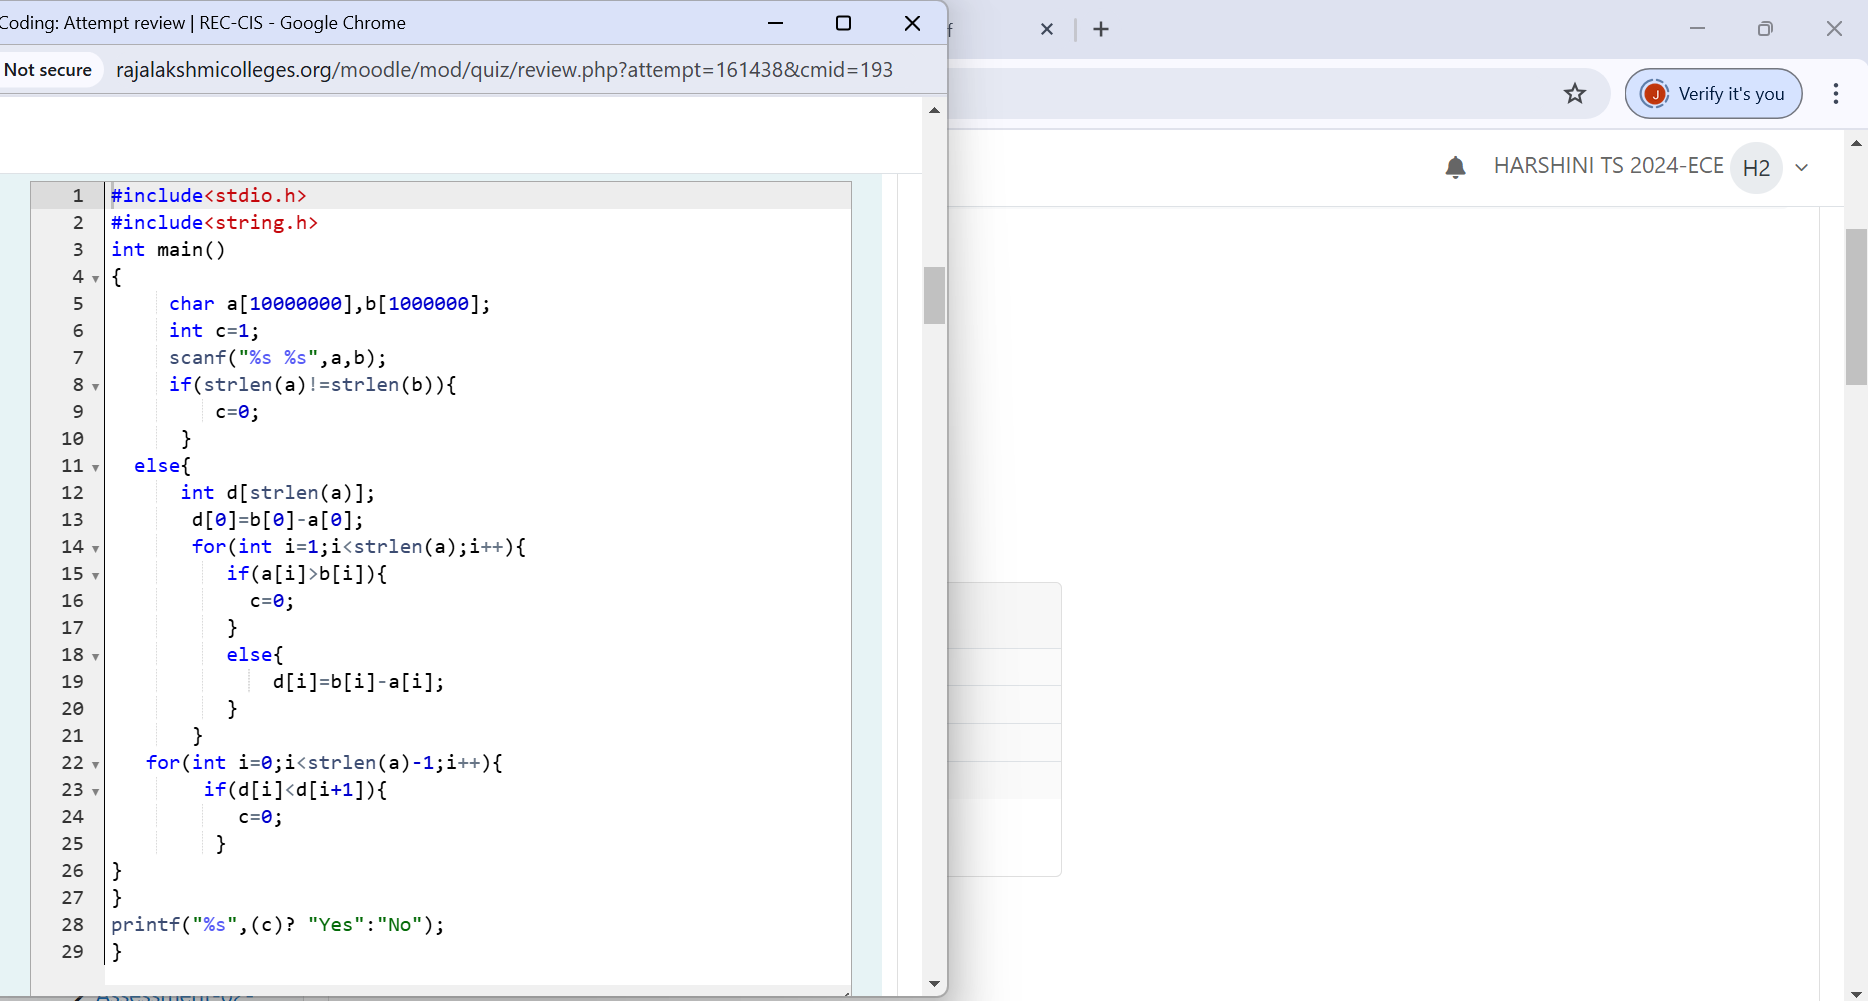 Coding: Attempt review | REC-CIS - Google Chrome
Not secure rajalakshmicolleges.org/moodle/mod/quiz/review.php?attempt=161438&cmid=193
J Verify it's you
HARSHINI TS 2024-ECE H2
1 #include<stdio.h>
2 #include<string.h>
3 int main()
4 {
5 char a[10000000],b[1000000];
6 int c=1;
7 scanf("%s %s",a,b);
8 if(strlen(a)!=strlen(b)){
9 c=0;
10 }
11 else{
12 int d[strlen(a)];
13 d[0]=b[0]-a[0];
14 for(int i=1;i<strlen(a);i++){
15 if(a[i]>b[i]){
16 c=0;
17 }
18 else{
19 d[i]=b[i]-a[i];
20 }
21 }
22 for(int i=0;i<strlen(a)-1;i++){
23 if(d[i]<d[i+1]){
24 c=0;
25 }
26 }
27 }
28 printf("%s",(c)? "Yes":"No");
29 }